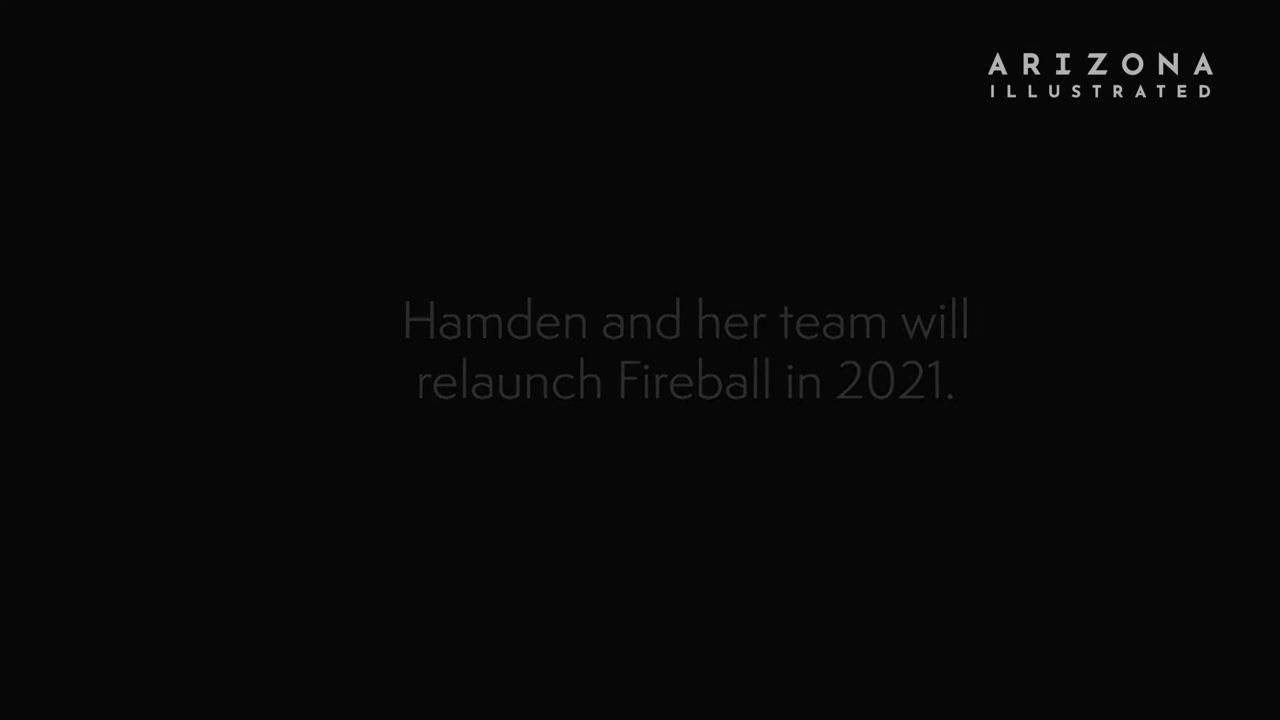 ARIZONA
ILLUSTRATED
Hamden and her team will
relaunch Fireball in 2021.